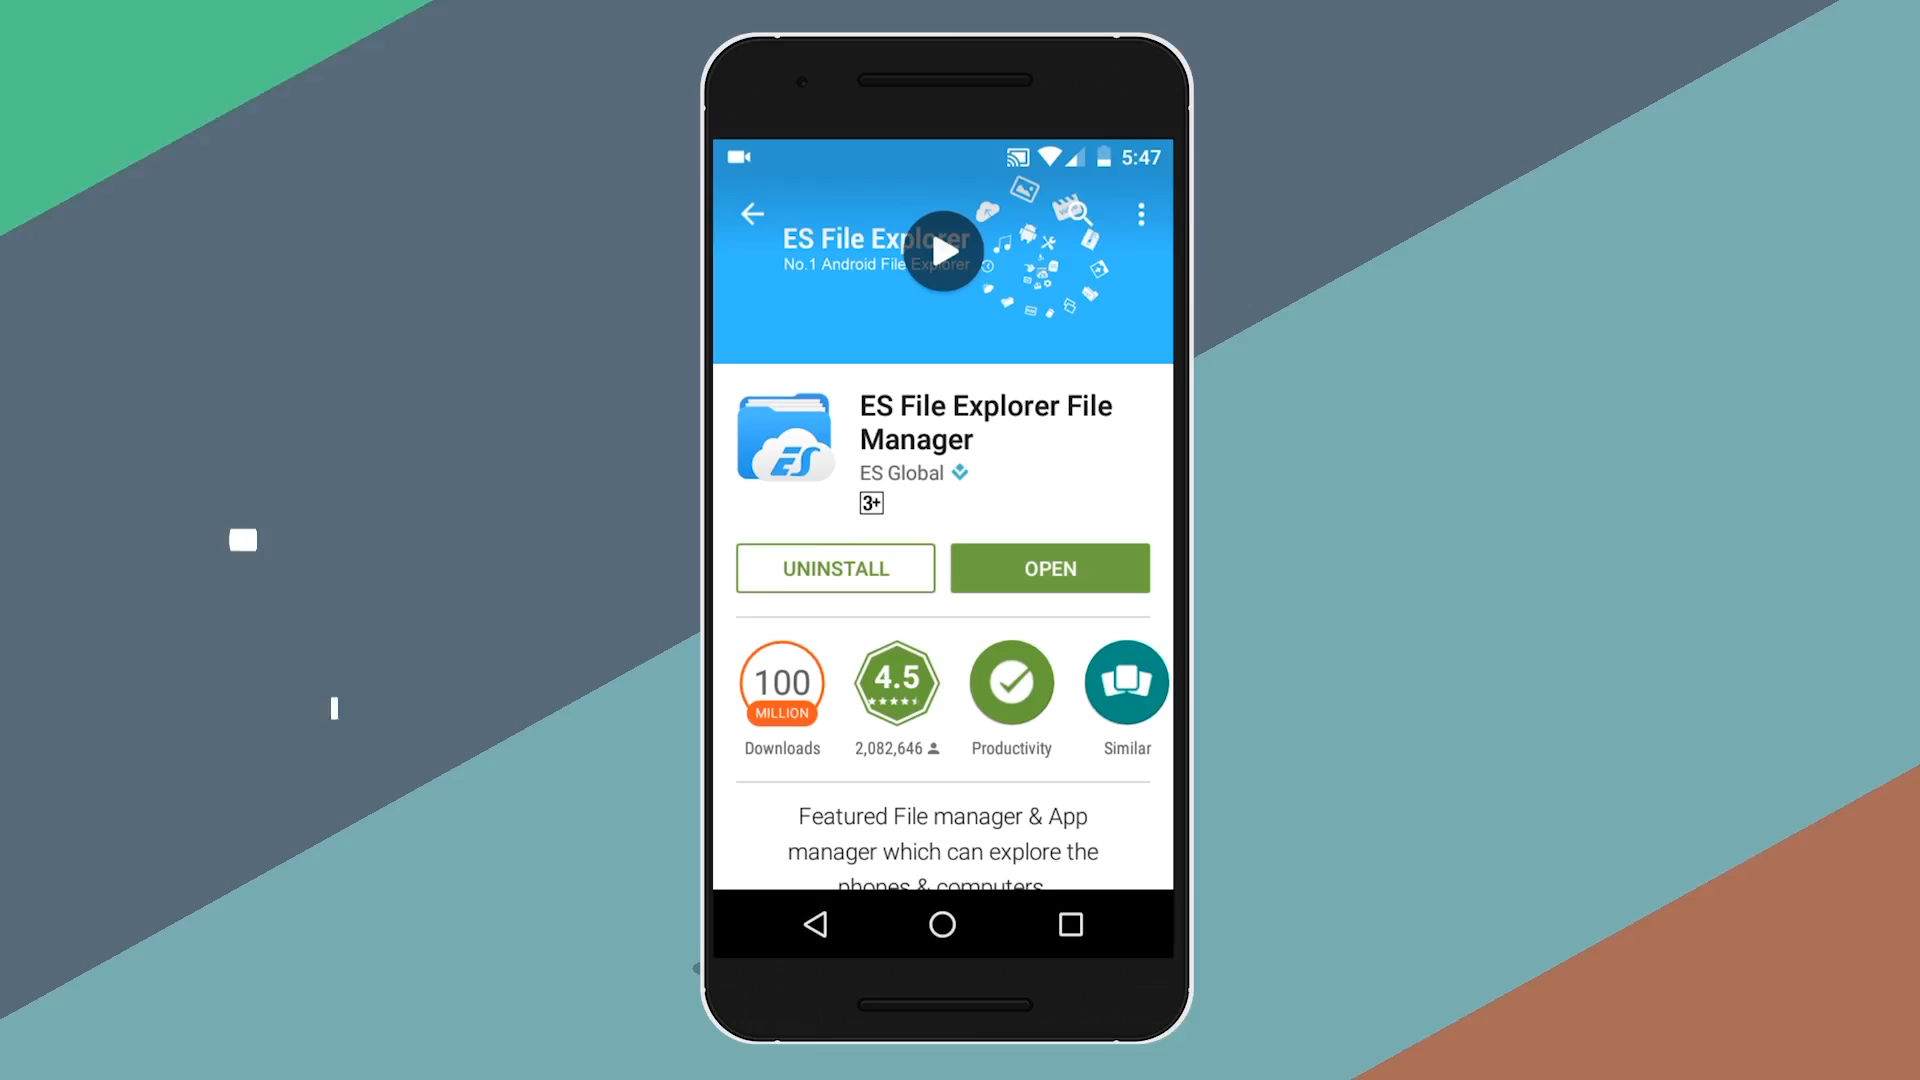 5:47
ES File Explorer
No.1 Android File Explorer
ES
ES File Explorer File
Manager
ES Global
3+
UNINSTALL
OPEN
100
MILLION
Downloads
4.5
2,082,646
Productivity
Similar
Featured File manager & App
manager which can explore the
phones & computers